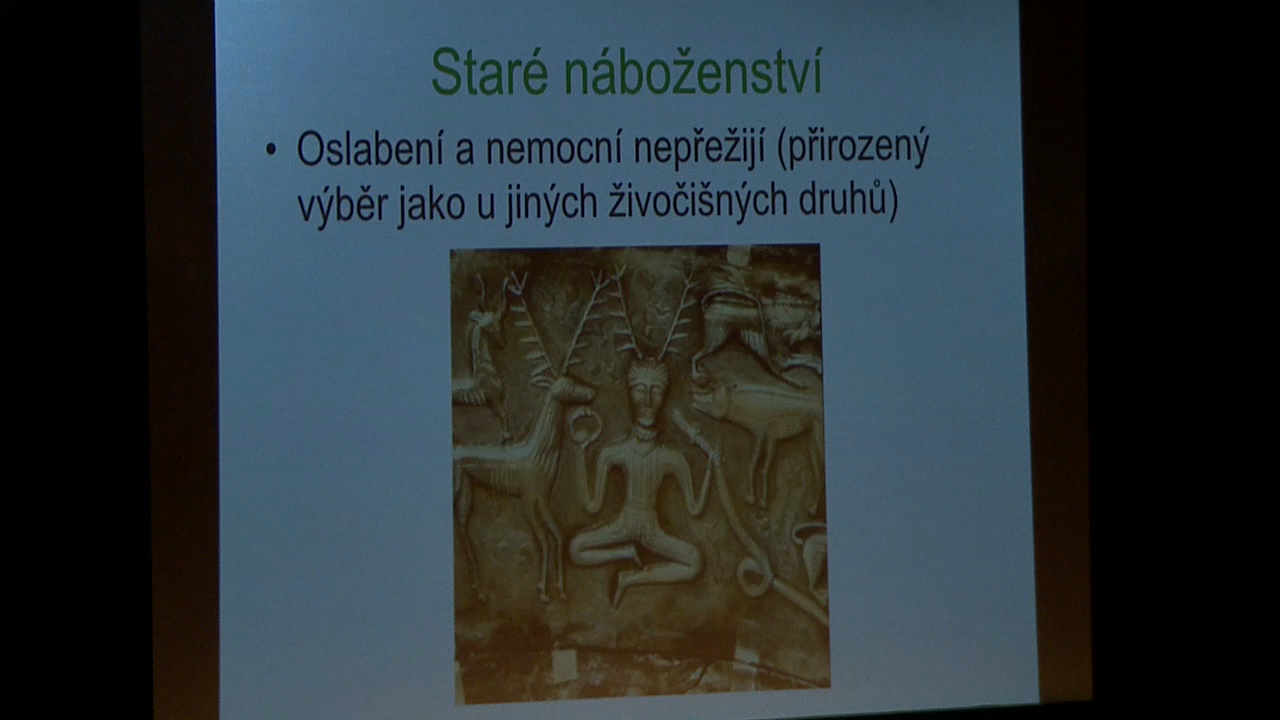 Staré náboženství
• Oslabení a nemocní nepřežijí (přirozený
výběr jako u jiných živočišných druhů)